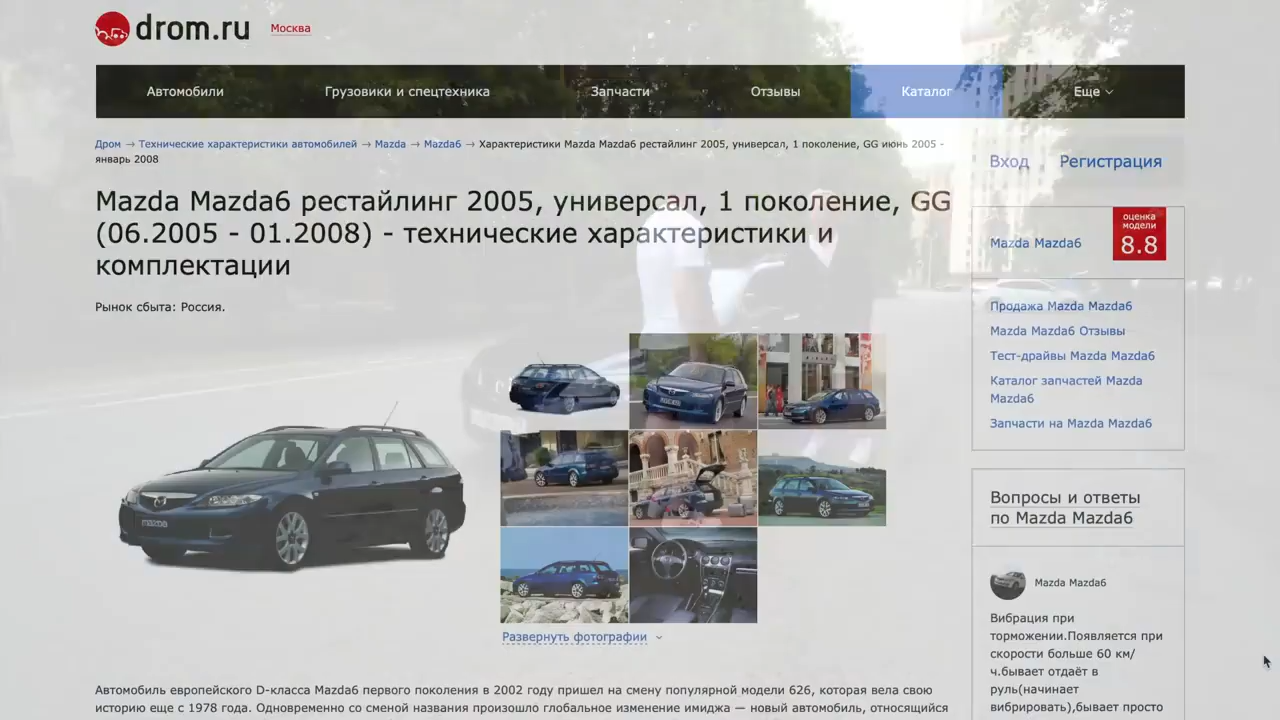 drom.ru
Москва
Автомобили
Грузовики и спецтехника
Запчасти
Отзывы
Каталог
Еще
Дром → Технические характеристики автомобилей → Mazda → Mazda6 → Характеристики Mazda Mazda6 рестайлинг 2005, универсал, 1 поколение, GG июнь 2005 -
январь 2008
Вход
Регистрация
Mazda Mazda6 рестайлинг 2005, универсал, 1 поколение, GG
(06.2005 - 01.2008) - технические характеристики и
комплектации
Рынок сбыта: Россия.
Развернуть фотографии
Автомобиль европейского D-класса Mazda6 первого поколения в 2002 году пришел на смену популярной модели 626, которая вела свою
историю еще с 1978 года. Одновременно со сменой названия произошло глобальное изменение имиджа — новый автомобиль, относящийся
Mazda Mazda6
оценка
модели
8.8
Продажа Mazda Mazda6
Mazda Mazda6 Отзывы
Тест-драйвы Mazda Mazda6
Каталог запчастей Mazda
Mazda6
Запчасти на Mazda Mazda6
Вопросы и ответы
по Mazda Mazda6
Mazda Mazda6
Вибрация при
торможении.Появляется при
скорости больше 60 км/
ч.бывает отдаёт в
руль(начинает
вибрировать),бывает просто